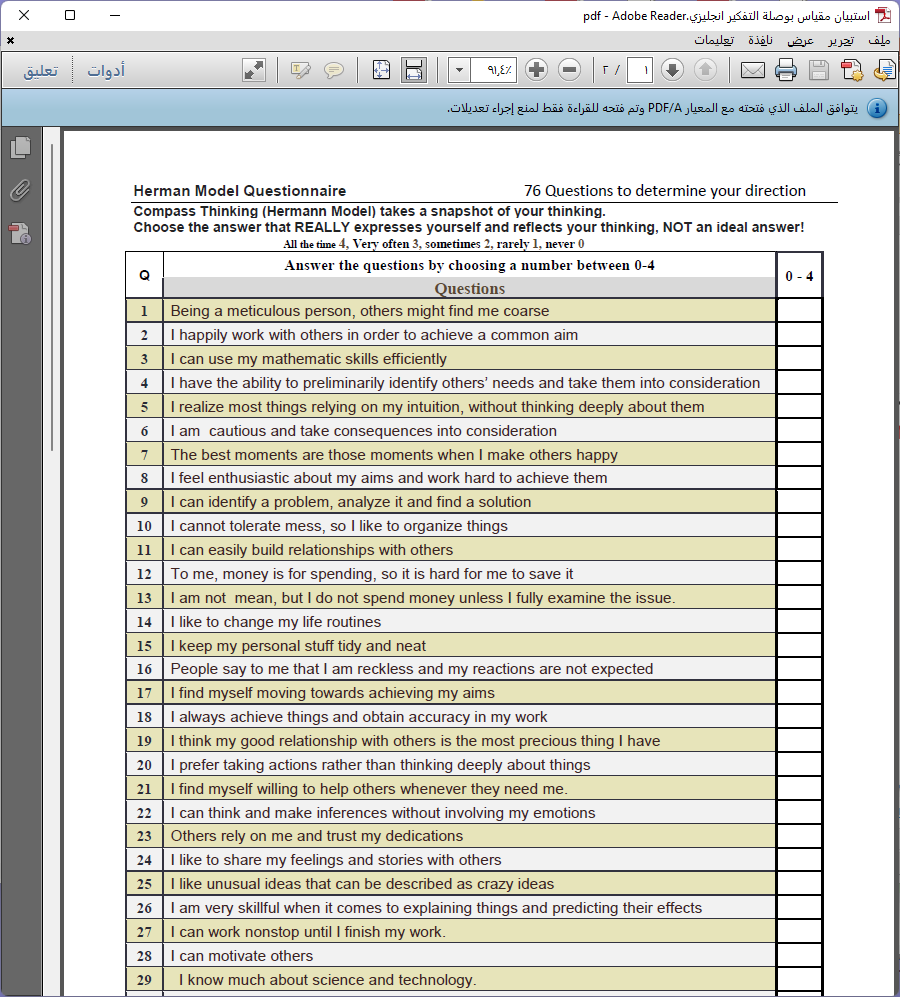 استبيان مقياس بوصلة التفكير انجليزي.pdf - Adobe Reader
ملف تحرير عرض نافذة تعليمات
١ / ٢ ٩١,٤٪ أدوات تعليق
يتوافق الملف الذي فتحته مع المعيار PDF/A وتم فتحه للقراءة فقط لمنع إجراء تعديلات.
Herman Model Questionnaire 76 Questions to determine your direction
Compass Thinking (Hermann Model) takes a snapshot of your thinking.
Choose the answer that REALLY expresses yourself and reflects your thinking, NOT an ideal answer!
All the time 4, Very often 3, sometimes 2, rarely 1, never 0
Q Answer the questions by choosing a number between 0-4 0 - 4
Questions
1 Being a meticulous person, others might find me coarse
2 I happily work with others in order to achieve a common aim
3 I can use my mathematic skills efficiently
4 I have the ability to preliminarily identify others’ needs and take them into consideration
5 I realize most things relying on my intuition, without thinking deeply about them
6 I am cautious and take consequences into consideration
7 The best moments are those moments when I make others happy
8 I feel enthusiastic about my aims and work hard to achieve them
9 I can identify a problem, analyze it and find a solution
10 I cannot tolerate mess, so I like to organize things
11 I can easily build relationships with others
12 To me, money is for spending, so it is hard for me to save it
13 I am not mean, but I do not spend money unless I fully examine the issue.
14 I like to change my life routines
15 I keep my personal stuff tidy and neat
16 People say to me that I am reckless and my reactions are not expected
17 I find myself moving towards achieving my aims
18 I always achieve things and obtain accuracy in my work
19 I think my good relationship with others is the most precious thing I have
20 I prefer taking actions rather than thinking deeply about things
21 I find myself willing to help others whenever they need me.
22 I can think and make inferences without involving my emotions
23 Others rely on me and trust my dedications
24 I like to share my feelings and stories with others
25 I like unusual ideas that can be described as crazy ideas
26 I am very skillful when it comes to explaining things and predicting their effects
27 I can work nonstop until I finish my work.
28 I can motivate others
29 I know much about science and technology.